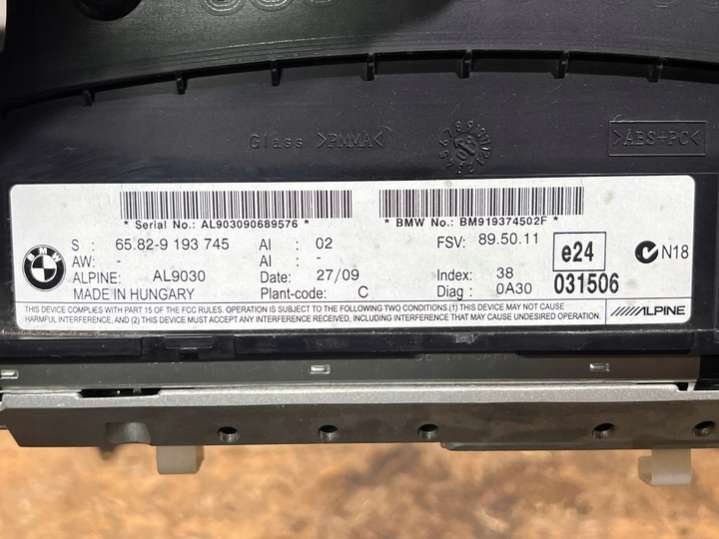 Glass >PMMA<
>ABS+PC<
* Serial No.: AL903090689576 *
* BMW No.: BM919374502F *
S : 65.82-9 193 745 AI : 02 FSV: 89.50.11
AW: - AI : -
ALPINE: AL9030 Date: 27/09 Index: 38
MADE IN HUNGARY Plant-code: C Diag : 0A30
e24
031506
N18
BMW
THIS DEVICE COMPLIES WITH PART 15 OF THE FCC RULES. OPERATION IS SUBJECT TO THE FOLLOWING TWO CONDITIONS.(1) THIS DEVICE MAY NOT CAUSE
HARMFUL INTERFERENCE, AND (2) THIS DEVICE MUST ACCEPT ANY INTERFERENCE RECEIVED, INCLUDING INTERFERENCE THAT MAY CAUSE UNDESIRED OPERATION.
ALPINE